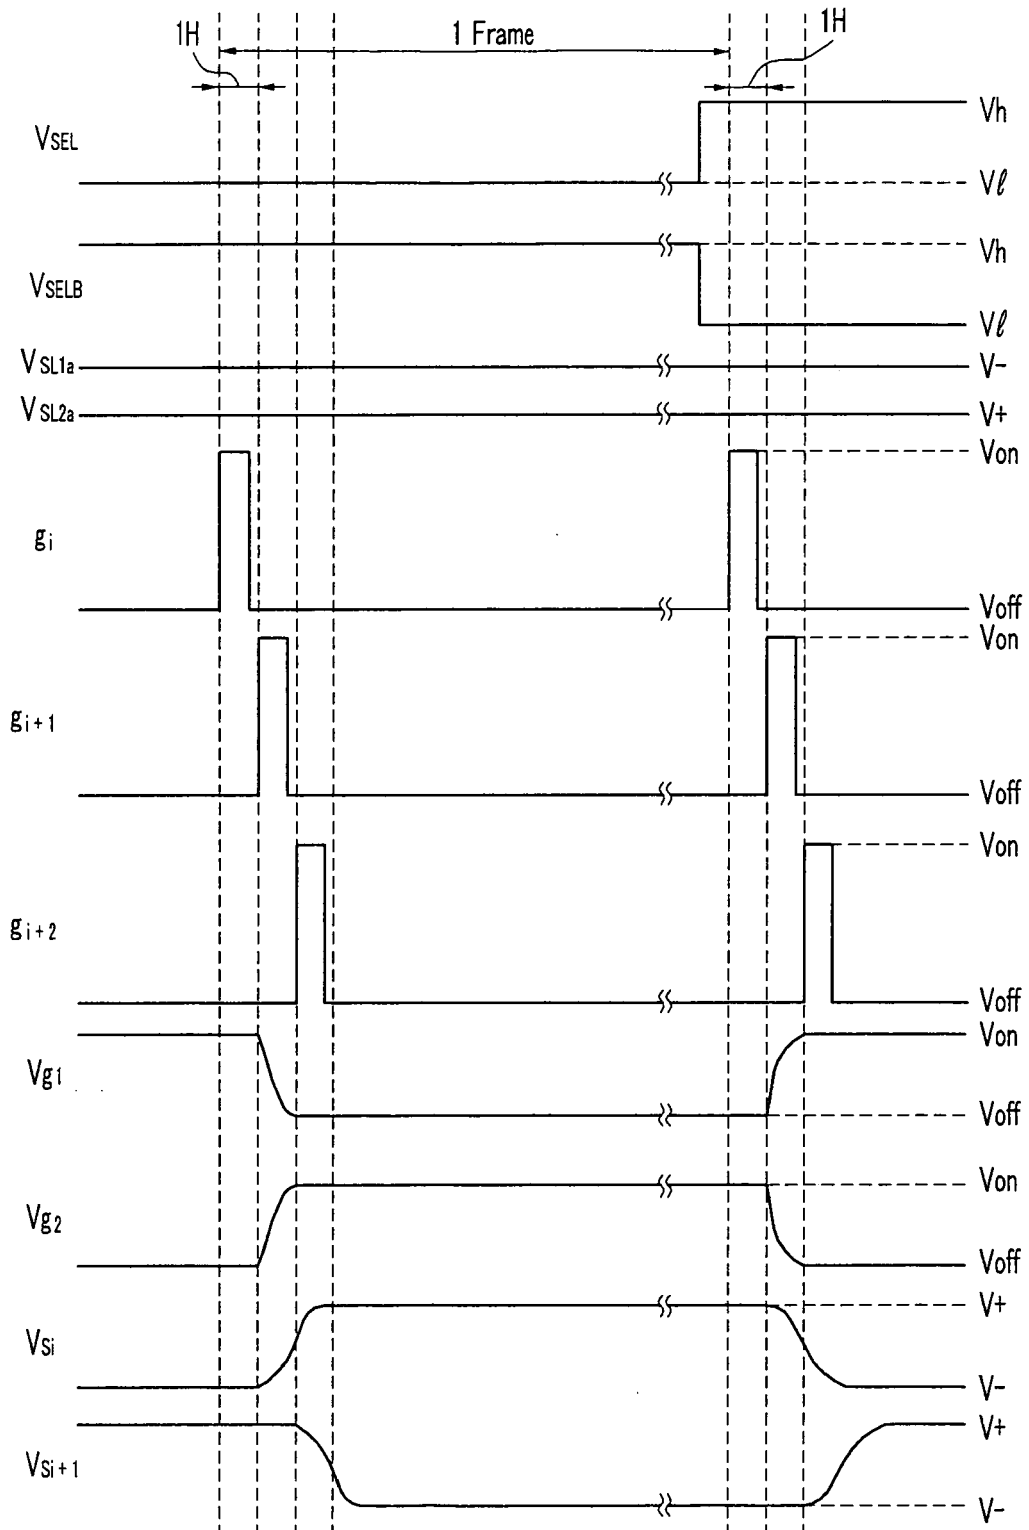 1H
1 Frame
1H
VSEL
Vh
Vℓ
VSELB
Vh
Vℓ
VSL1a
V-
VSL2a
V+
gi
Von
Voff
gi+1
Von
Voff
gi+2
Von
Voff
Vg1
Von
Voff
Vg2
Von
Voff
VSi
V+
V-
VSi+1
V+
V-